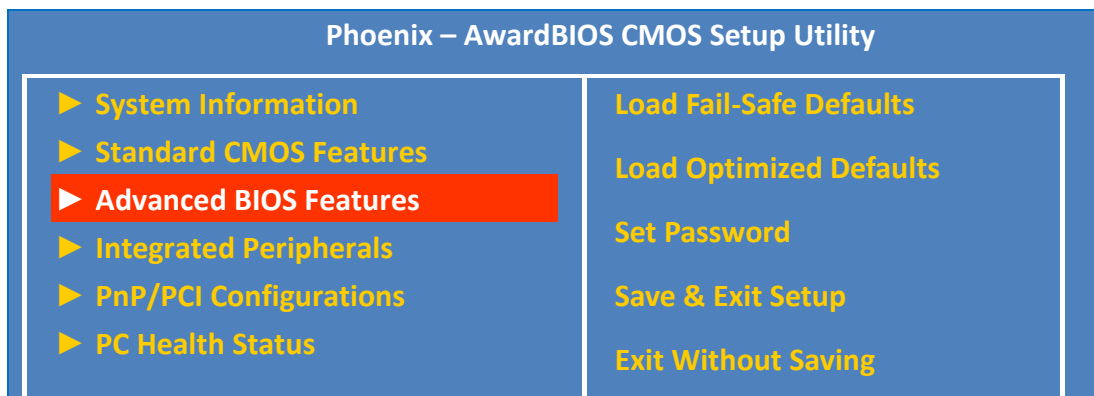 Phoenix – AwardBIOS CMOS Setup Utility
► System Information
► Standard CMOS Features
► Advanced BIOS Features
► Integrated Peripherals
► PnP/PCI Configurations
► PC Health Status
Load Fail-Safe Defaults
Load Optimized Defaults
Set Password
Save & Exit Setup
Exit Without Saving